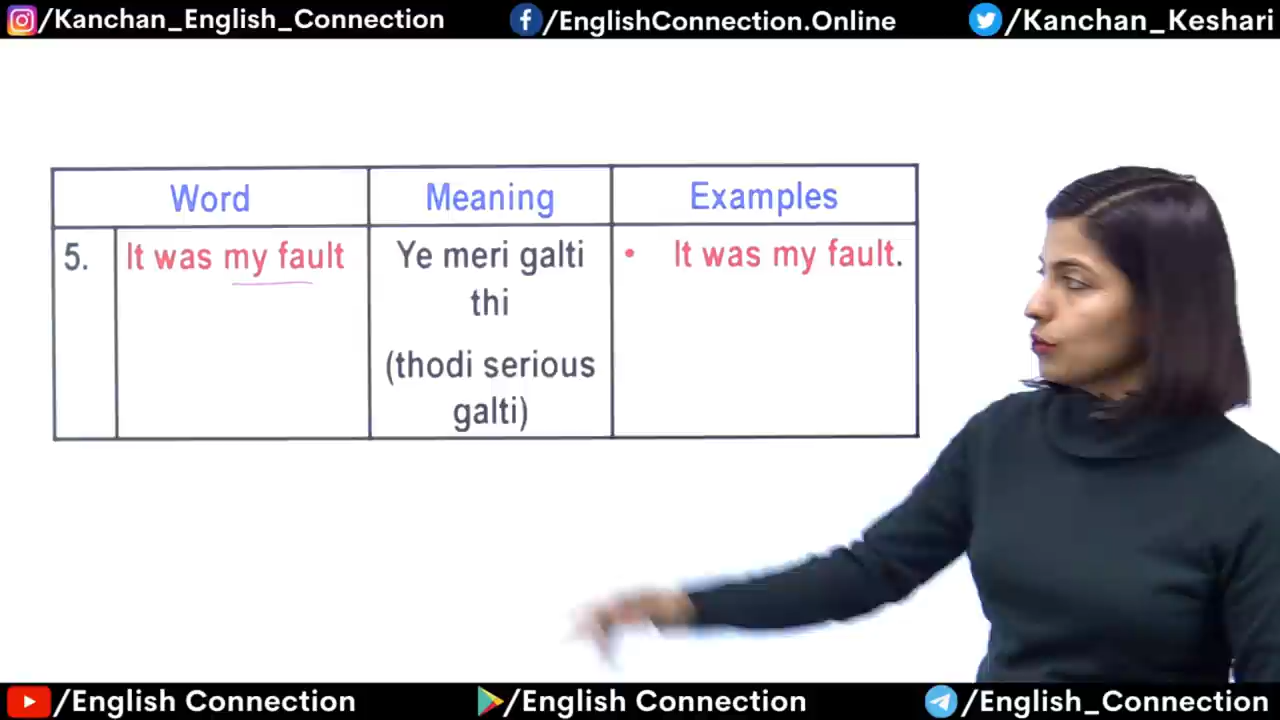 /Kanchan_English_Connection
/EnglishConnection.Online
/Kanchan_Keshari
Word
Meaning
Examples
5.
It was my fault
Ye meri galti
thi
(thodi serious
galti)
• It was my fault.
/English Connection
/English Connection
/English_Connection